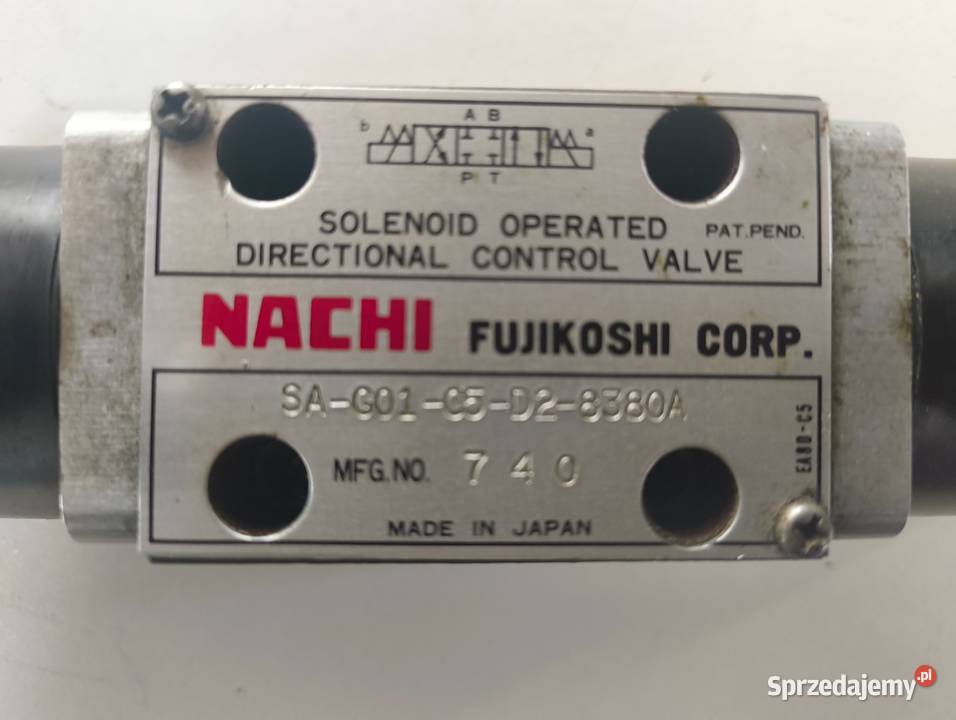 A B
b a
P T
SOLENOID OPERATED PAT.PEND.
DIRECTIONAL CONTROL VALVE
NACHI FUJIKOSHI CORP.
SA-G01-C5-D2-8380A
MFG.NO. 740
MADE IN JAPAN
EA80-C5
Sprzedajemy.pl